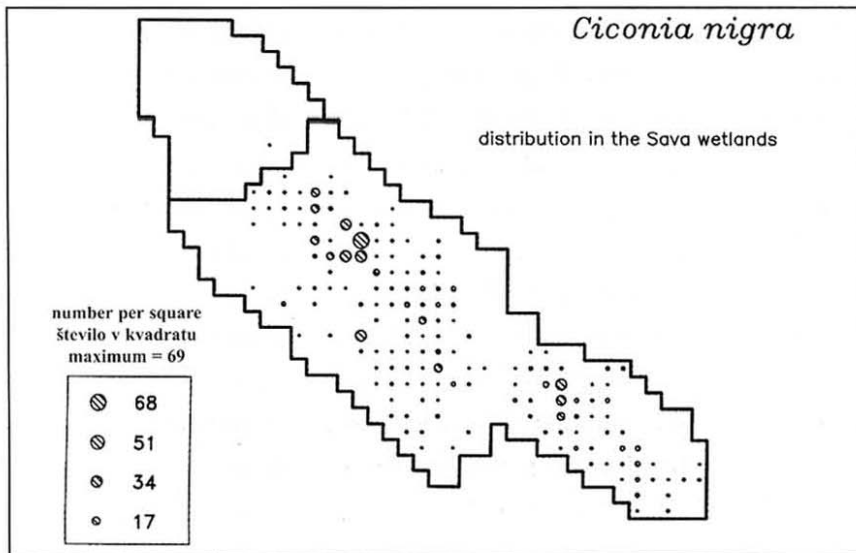 Ciconia nigra
distribution in the Sava wetlands
number per square
število v kvadratu
maximum = 69
68
51
34
17